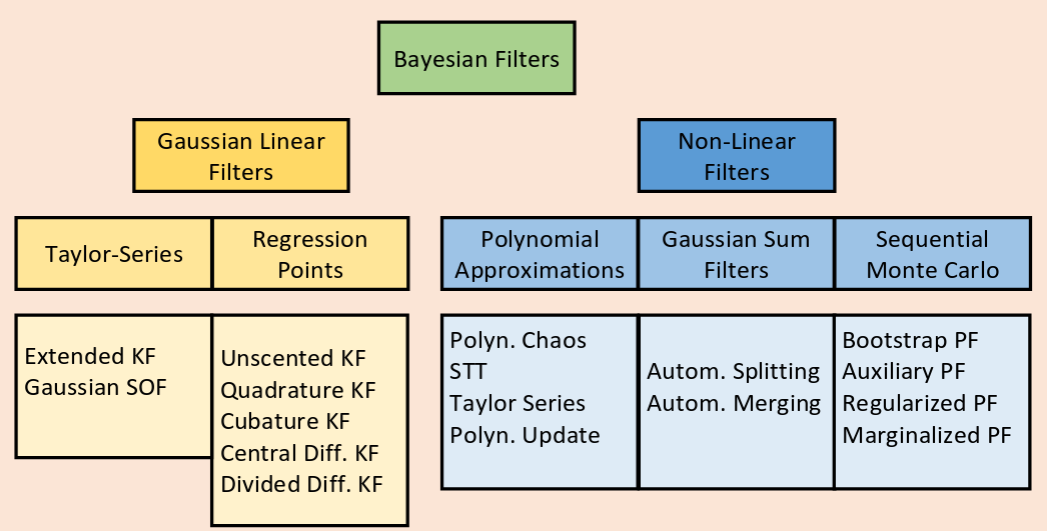 Bayesian Filters
Gaussian Linear
Filters
Non-Linear
Filters
Taylor-Series
Regression
Points
Polynomial
Approximations
Gaussian Sum
Filters
Sequential
Monte Carlo
Extended KF
Gaussian SOF
Unscented KF
Quadrature KF
Cubature KF
Central Diff. KF
Divided Diff. KF
Polyn. Chaos
STT
Taylor Series
Polyn. Update
Autom. Splitting
Autom. Merging
Bootstrap PF
Auxiliary PF
Regularized PF
Marginalized PF